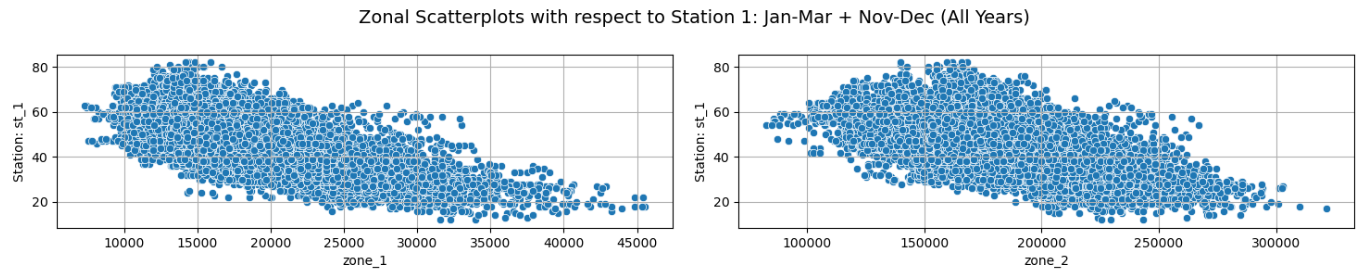 Zonal Scatterplots with respect to Station 1: Jan-Mar + Nov-Dec (All Years)
80
60
40
20
Station: st_1
10000 15000 20000 25000 30000 35000 40000 45000
zone_1
80
60
40
20
Station: st_1
100000 150000 200000 250000 300000
zone_2